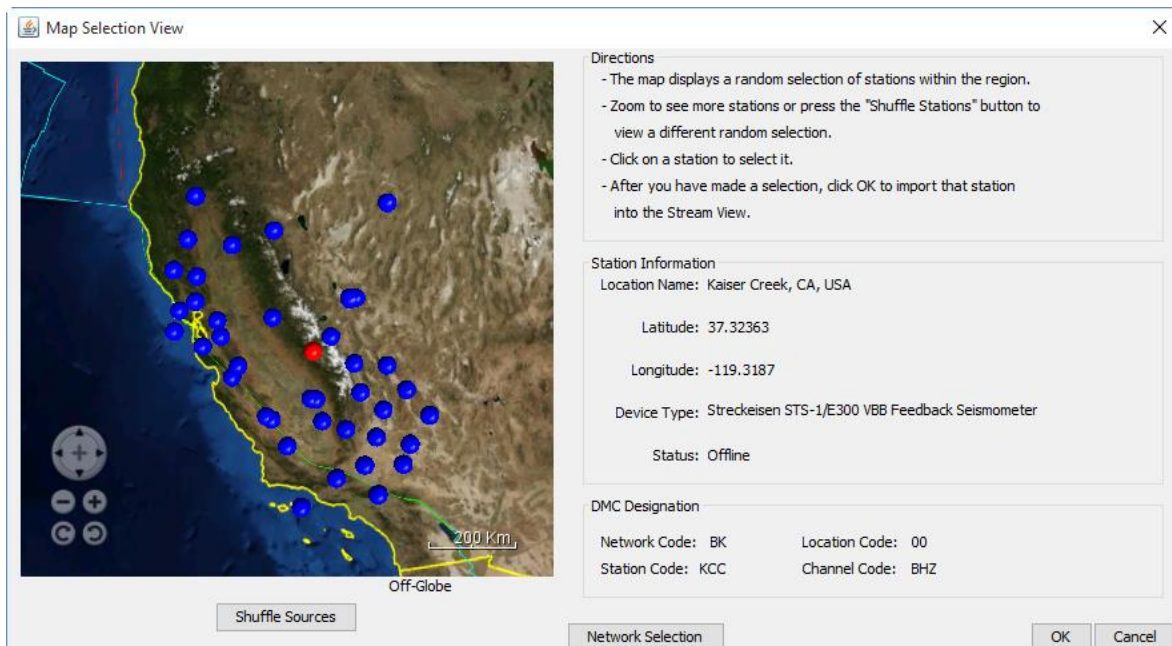 Map Selection View
200 Km
Off-Globe
Shuffle Sources
Directions
- The map displays a random selection of stations within the region.
- Zoom to see more stations or press the "Shuffle Stations" button to
view a different random selection.
- Click on a station to select it.
- After you have made a selection, click OK to import that station
into the Stream View.
Station Information
Location Name: Kaiser Creek, CA, USA
Latitude: 37.32363
Longitude: -119.3187
Device Type: Streckeisen STS-1/E300 VBB Feedback Seismometer
Status: Offline
DMC Designation
Network Code: BK Location Code: 00
Station Code: KCC Channel Code: BHZ
Network Selection
OK
Cancel